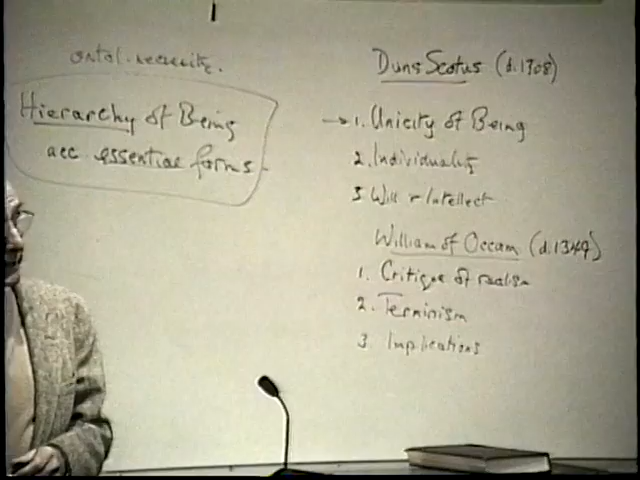 ontol. necessity.
Hierarchy of Being
acc. essential forms
Duns Scotus (d.1308)
→ 1. Unicity of Being
2. Individuality
3 Will & Intellect
William of Occam (d.1349)
1. Critique of realism
2. Terminism
3 Implications